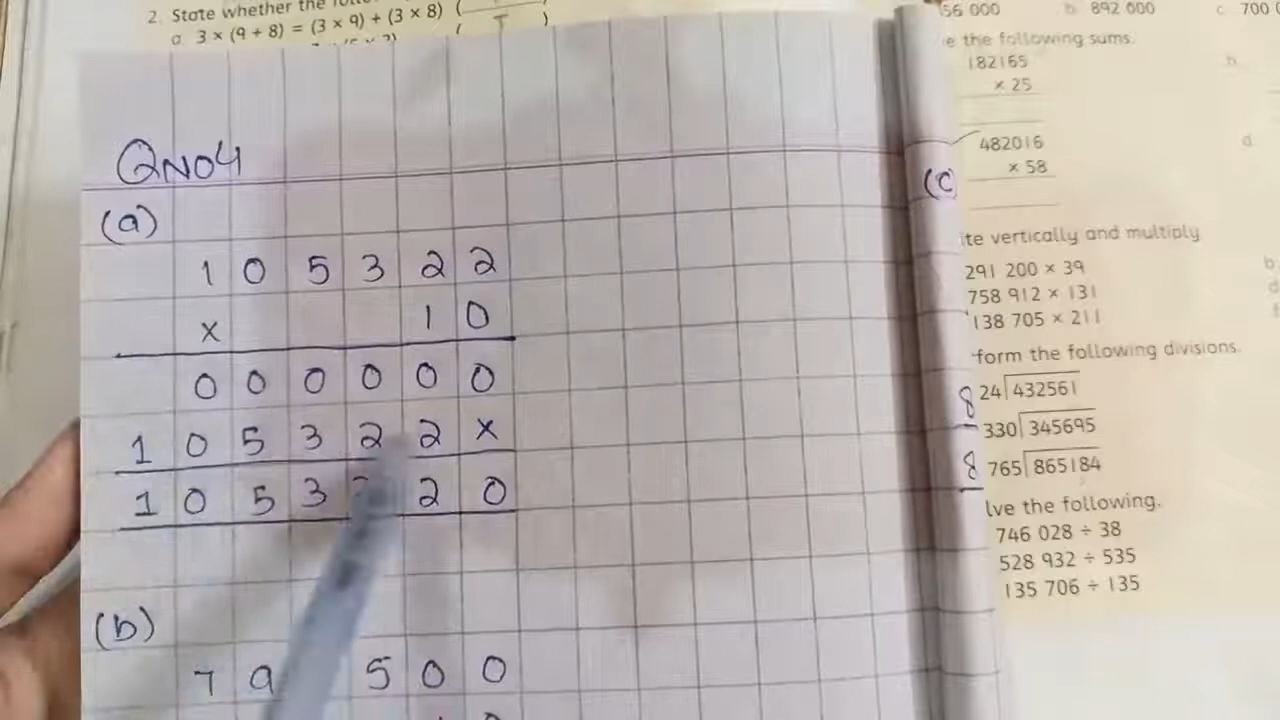 2. State whether the
a 3 × (9 + 8) = (3 × 9) + (3 × 8) (
T )
QNO4
(a)
1 0 5 3 2 2
× 1 0
0 0 0 0 0 0
1 0 5 3 2 2 ×
1 0 5 3 2 0
(b)
7 9 5 0 0
56 000 b. 892 000 c. 700
e the following sums.
182165 b.
× 25
482016 d.
× 58
(c)
ite vertically and multiply
291 200 × 39 b
758 912 × 131 d
138 705 × 211
form the following divisions.
8 24 432561
330 345695
8 765 865184
lve the following.
746 028 ÷ 38
528 932 ÷ 535
135 706 ÷ 135